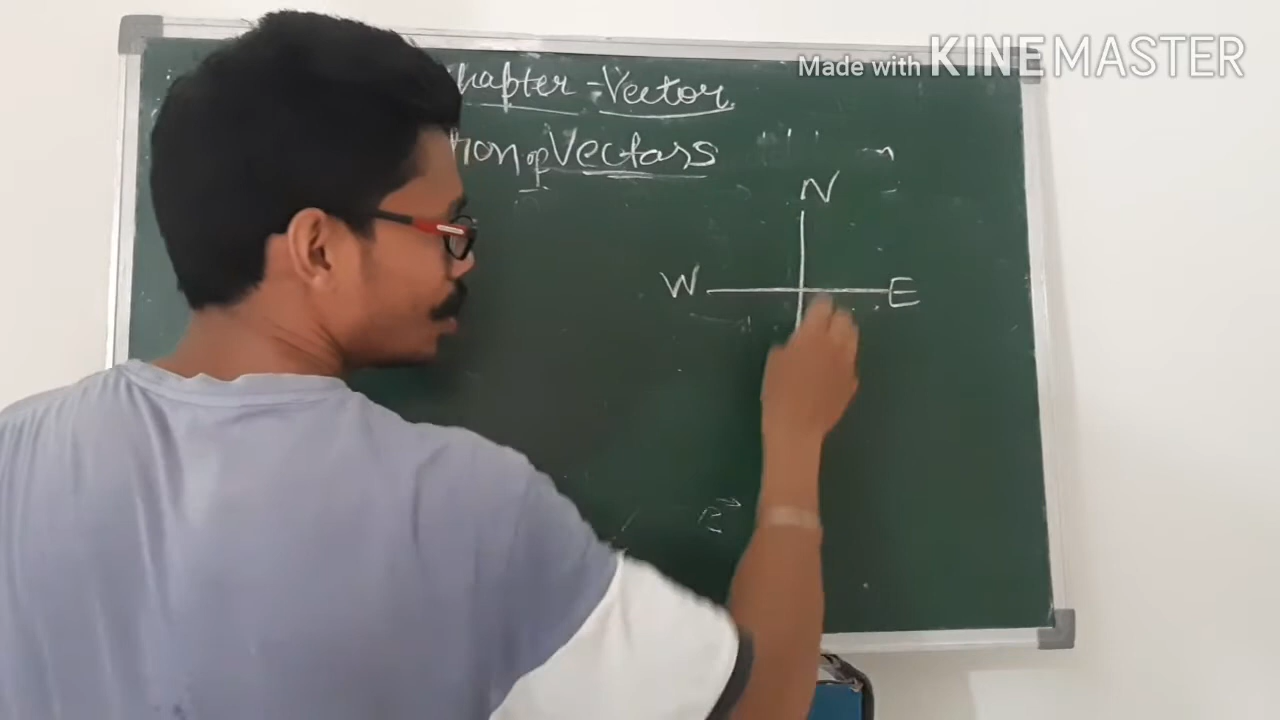 Made with KINEMASTER
hapter - Vector.
tion of Vectors
N
W E